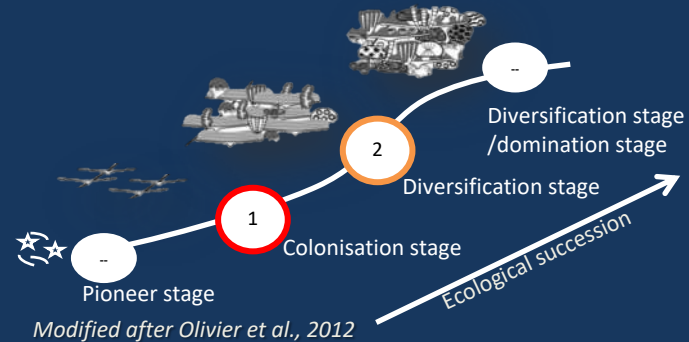 --
Diversification stage
/domination stage
2
Diversification stage
1
Colonisation stage
--
Pioneer stage
Ecological succession
Modified after Olivier et al., 2012